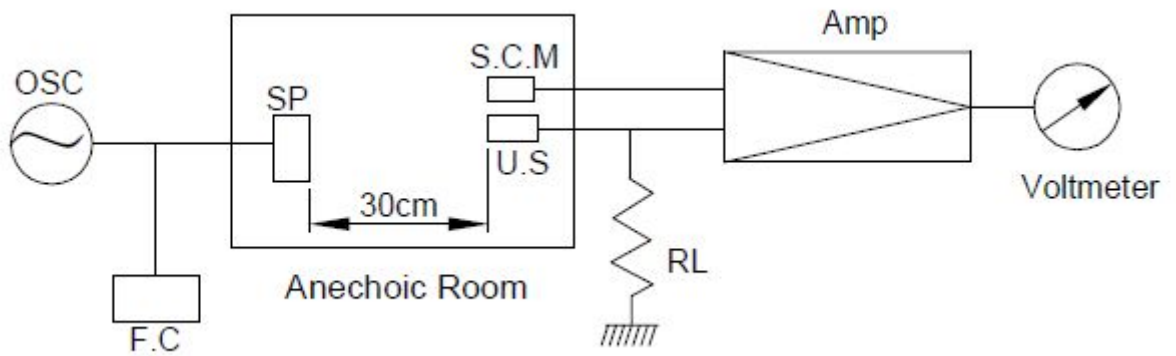 Amp
S.C.M
OSC
SP
U.S
Voltmeter
30cm
RL
Anechoic Room
F.C